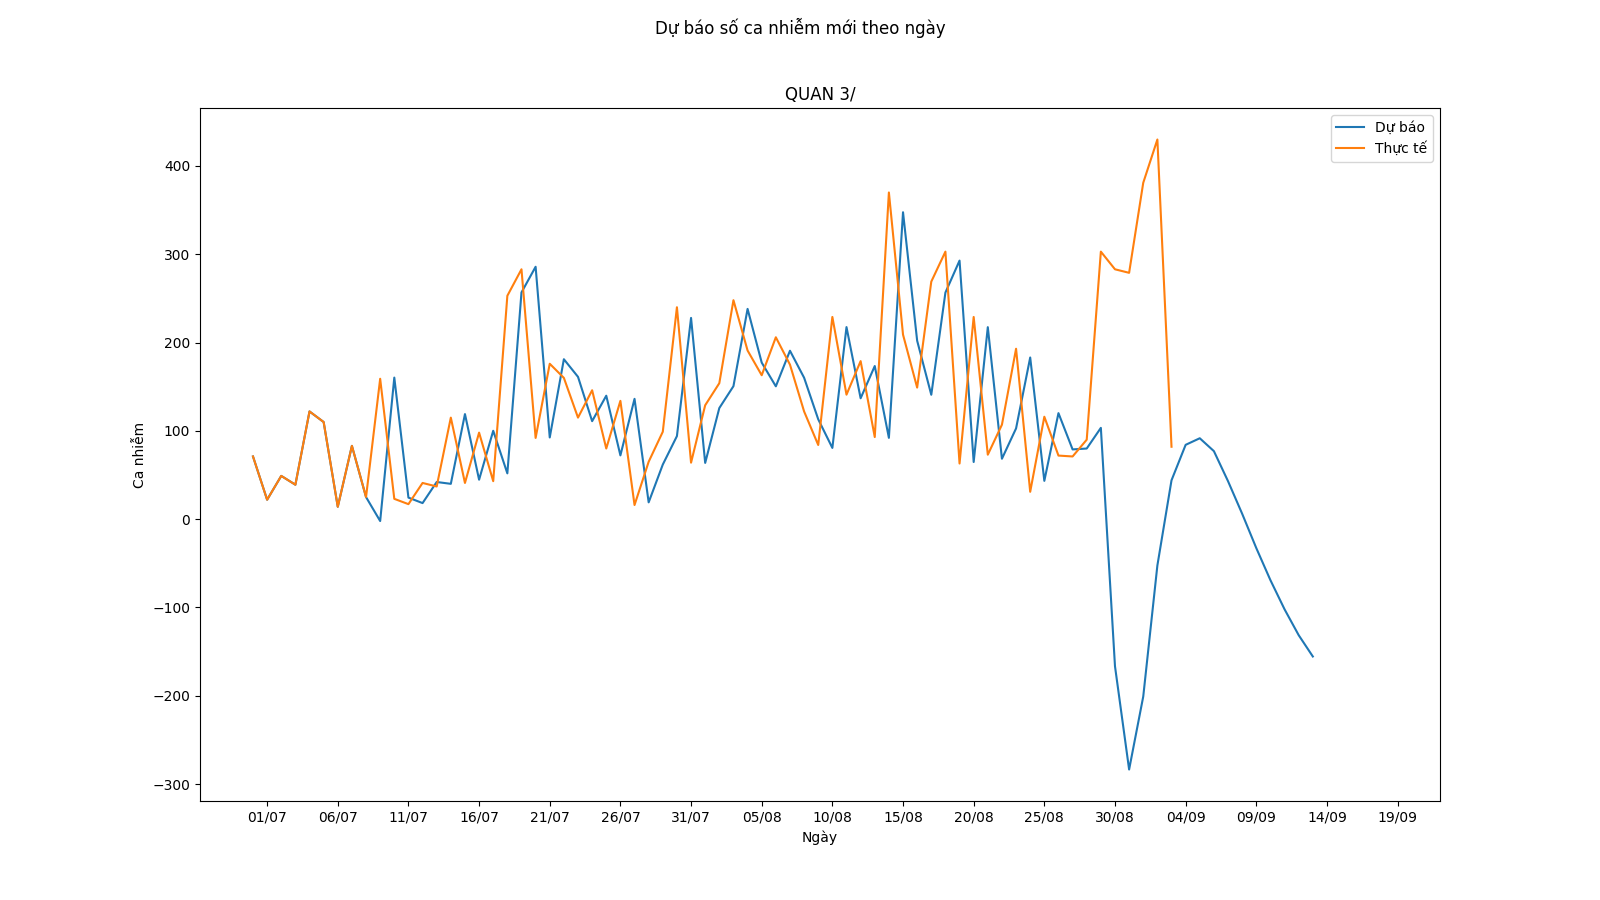 Dự báo số ca nhiễm mới theo ngày
QUAN 3/
Dự báo
Thực tế
400
300
200
100
0
−100
−200
−300
Ca nhiễm
01/07 06/07 11/07 16/07 21/07 26/07 31/07 05/08 10/08 15/08 20/08 25/08 30/08 04/09 09/09 14/09 19/09
Ngày